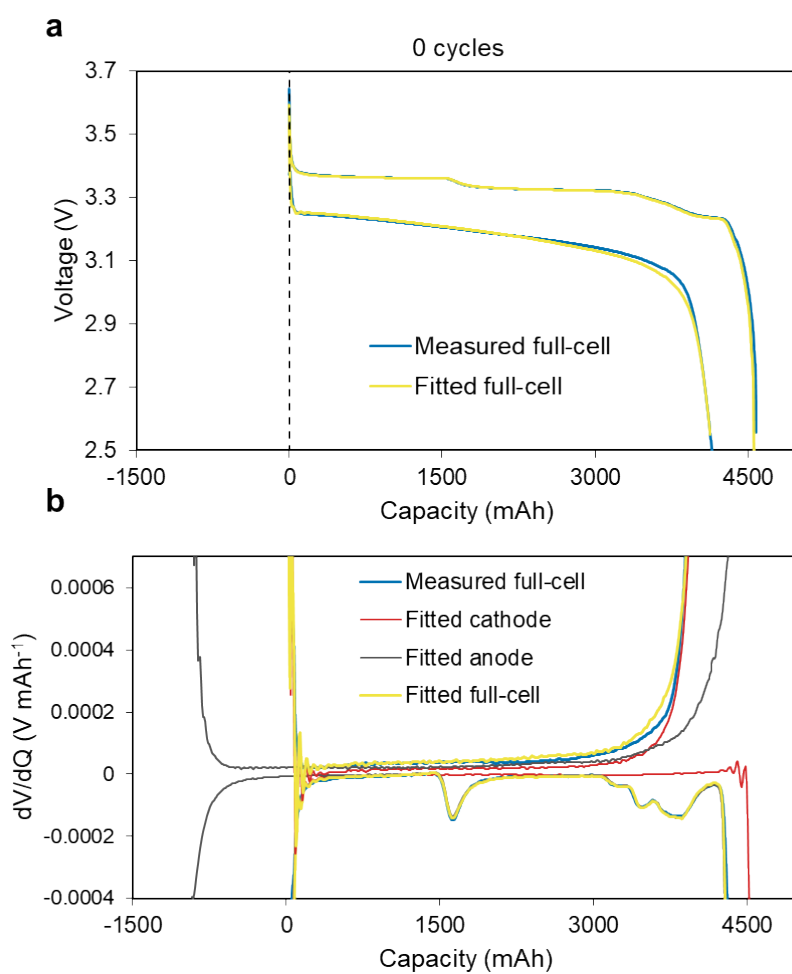 a
0 cycles
3.7
3.5
3.3
3.1
2.9
2.7
2.5
Voltage (V)
Measured full-cell
Fitted full-cell
-1500
0
1500
3000
4500
Capacity (mAh)
b
0.0006
0.0004
0.0002
0
-0.0002
-0.0004
dV/dQ (V mAh⁻¹)
Measured full-cell
Fitted cathode
Fitted anode
Fitted full-cell
-1500
0
1500
3000
4500
Capacity (mAh)